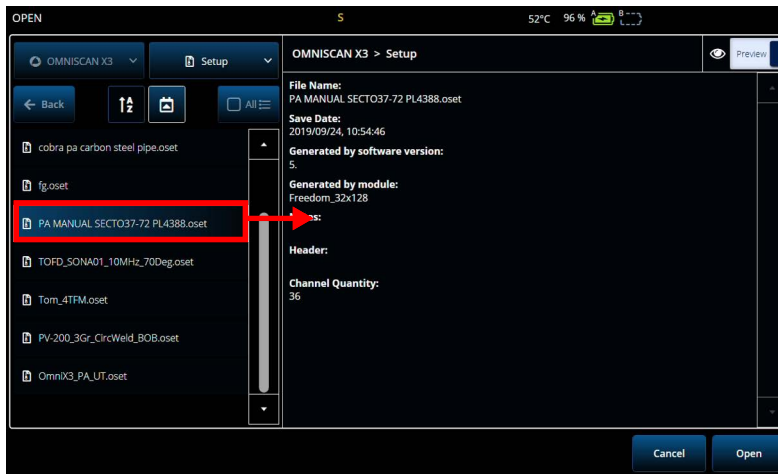 OPEN
S
52°C 96 % A B
OMNISCAN X3
Setup
OMNISCAN X3 > Setup
Preview
Back
All
File Name:
PA MANUAL SECTO37-72 PL4388.oset
Save Date:
2019/09/24, 10:54:46
Generated by software version:
5.
Generated by module:
Freedom_32x128
Header:
Channel Quantity:
36
cobra pa carbon steel pipe.oset
fg.oset
PA MANUAL SECTO37-72 PL4388.oset
TOFD_SONA01_10MHz_70Deg.oset
Tom_4TFM.oset
PV-200_3Gr_CircWeld_BOB.oset
OmniX3_PA_UT.oset
Cancel
Open